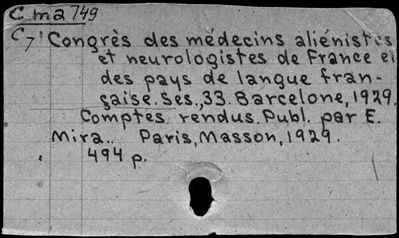 Cma 749
C7' Congrès des médecins aliénistes
et neurologistes de France et
des pays de langue fran-
çaise. Ses., 33. Barcelone, 1929.
Comptes rendus. Publ. par E.
Mira.. Paris, Masson, 1929.
494 p.